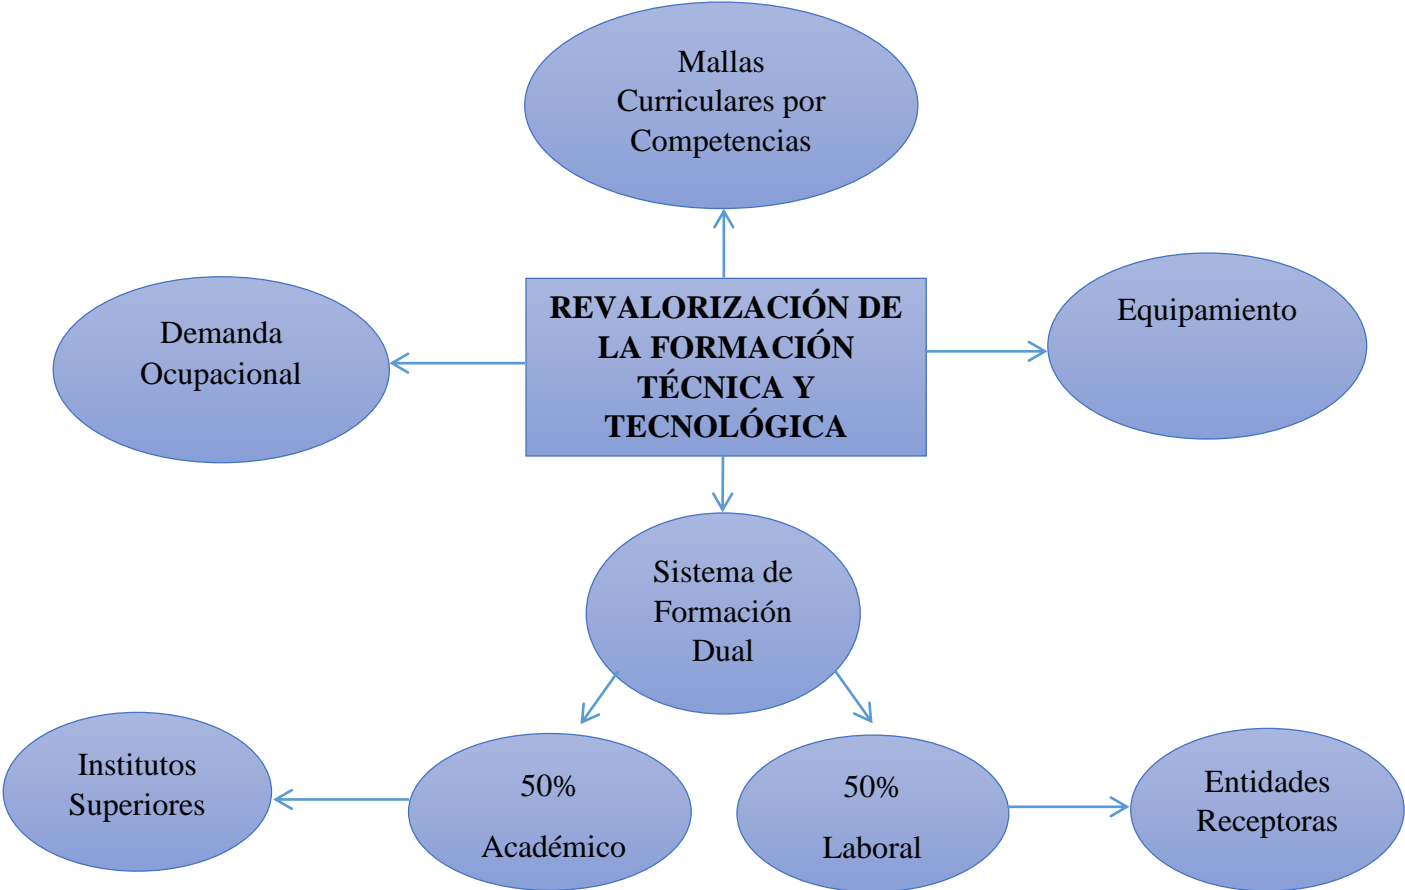 Mallas
Curriculares por
Competencias
Demanda
Ocupacional
REVALORIZACIÓN DE
LA FORMACIÓN
TÉCNICA Y
TECNOLÓGICA
Equipamiento
Sistema de
Formación
Dual
Institutos
Superiores
50%
Académico
50%
Laboral
Entidades
Receptoras